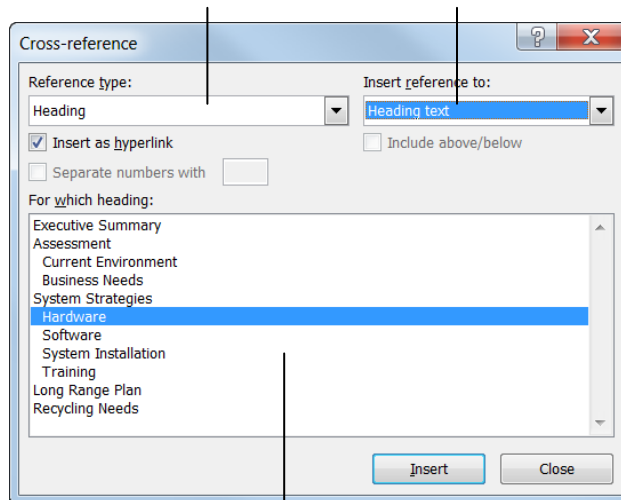 Cross-reference
Reference type:
Insert reference to:
Heading
Heading text
Insert as hyperlink
Include above/below
Separate numbers with
For which heading:
Executive Summary
Assessment
Current Environment
Business Needs
System Strategies
Hardware
Software
System Installation
Training
Long Range Plan
Recycling Needs
Insert
Close